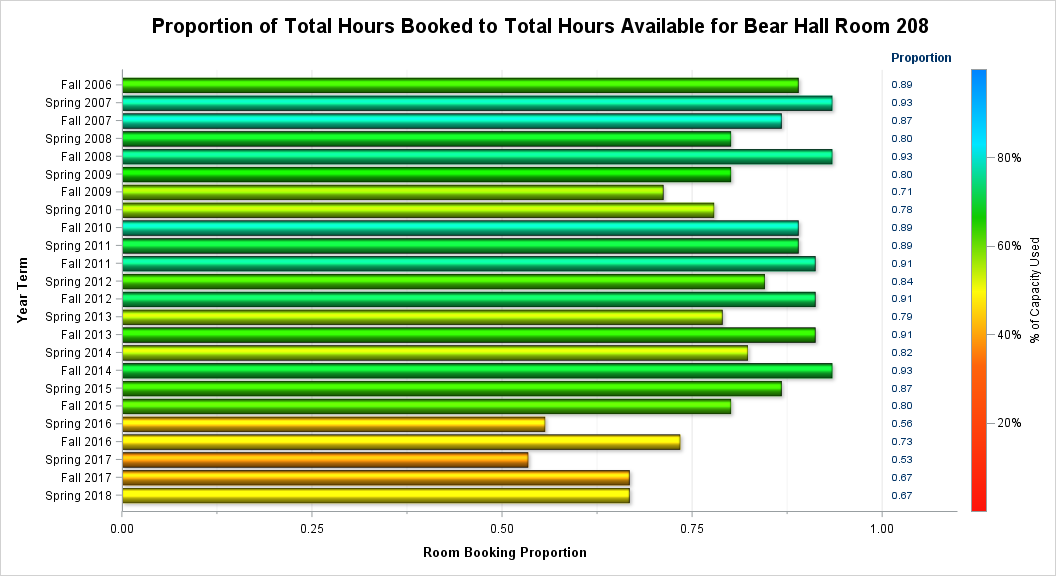 Proportion of Total Hours Booked to Total Hours Available for Bear Hall Room 208
Proportion
Fall 2006 0.89
Spring 2007 0.93
Fall 2007 0.87
Spring 2008 0.80
Fall 2008 0.93
Spring 2009 0.80
Fall 2009 0.71
Spring 2010 0.78
Fall 2010 0.89
Spring 2011 0.89
Fall 2011 0.91
Spring 2012 0.84
Fall 2012 0.91
Spring 2013 0.79
Fall 2013 0.91
Spring 2014 0.82
Fall 2014 0.93
Spring 2015 0.87
Fall 2015 0.80
Spring 2016 0.56
Fall 2016 0.73
Spring 2017 0.53
Fall 2017 0.67
Spring 2018 0.67
Year Term
0.00 0.25 0.50 0.75 1.00
Room Booking Proportion
80%
60%
40%
20%
% of Capacity Used